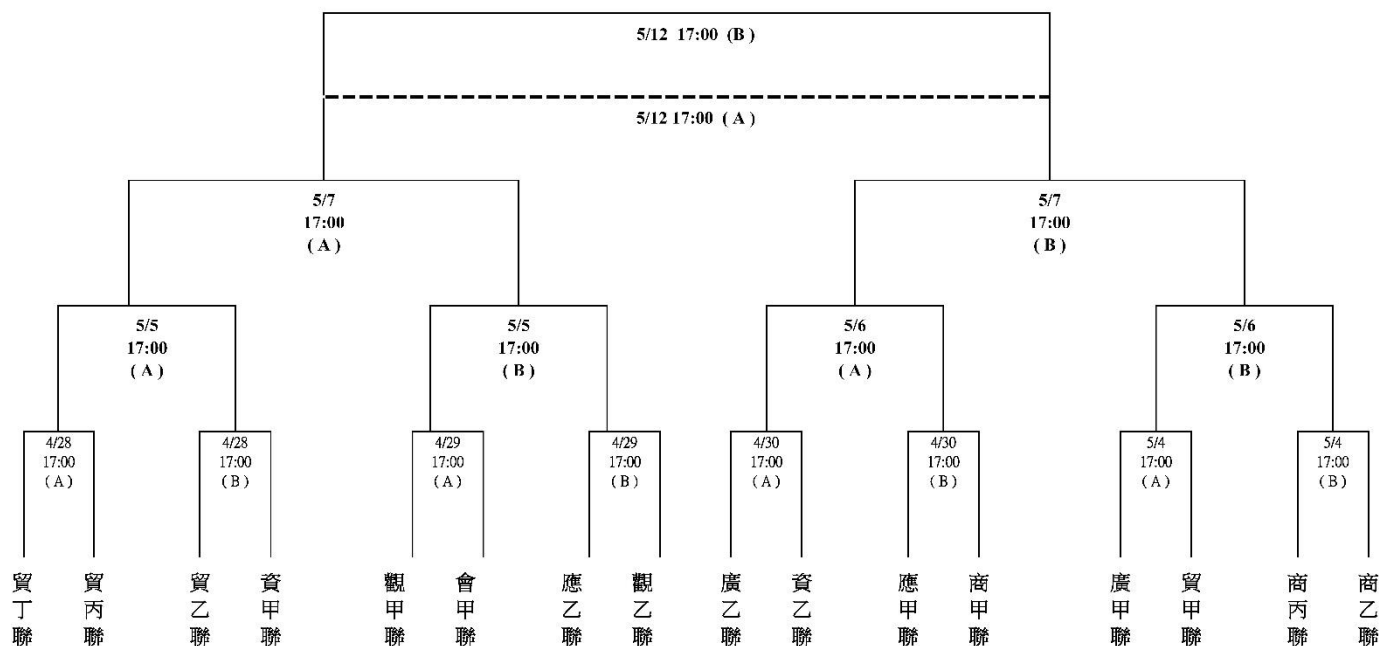 5/12 17:00 (B)
5/12 17:00 ( A )
5/7
17:00
( A )
5/7
17:00
( B )
5/5
17:00
( A )
5/5
17:00
( B )
5/6
17:00
( A )
5/6
17:00
( B )
4/28
17:00
( A )
4/28
17:00
( B )
4/29
17:00
( A )
4/29
17:00
( B )
4/30
17:00
( A )
4/30
17:00
( B )
5/4
17:00
( A )
5/4
17:00
( B )
貿丁聯
貿丙聯
貿乙聯
資甲聯
觀甲聯
會甲聯
應乙聯
觀乙聯
廣乙聯
資乙聯
應甲聯
商甲聯
廣甲聯
貿甲聯
商丙聯
商乙聯